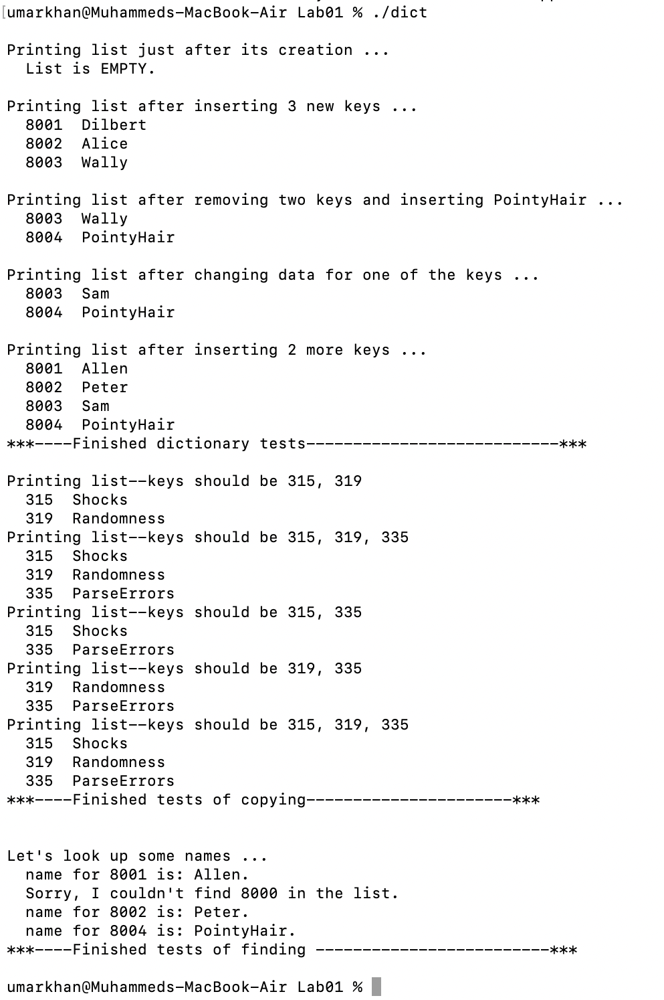 umarkhan@Muhammeds-MacBook-Air Lab01 % ./dict

Printing list just after its creation ...
  List is EMPTY.

Printing list after inserting 3 new keys ...
  8001  Dilbert
  8002  Alice
  8003  Wally

Printing list after removing two keys and inserting PointyHair ...
  8003  Wally
  8004  PointyHair

Printing list after changing data for one of the keys ...
  8003  Sam
  8004  PointyHair

Printing list after inserting 2 more keys ...
  8001  Allen
  8002  Peter
  8003  Sam
  8004  PointyHair
***----Finished dictionary tests---------------------------***

Printing list--keys should be 315, 319
  315  Shocks
  319  Randomness
Printing list--keys should be 315, 319, 335
  315  Shocks
  319  Randomness
  335  ParseErrors
Printing list--keys should be 315, 335
  315  Shocks
  335  ParseErrors
Printing list--keys should be 319, 335
  319  Randomness
  335  ParseErrors
Printing list--keys should be 315, 319, 335
  315  Shocks
  319  Randomness
  335  ParseErrors
***----Finished tests of copying----------------------***


Let's look up some names ...
  name for 8001 is: Allen.
  Sorry, I couldn't find 8000 in the list.
  name for 8002 is: Peter.
  name for 8004 is: PointyHair.
***----Finished tests of finding -------------------------***

umarkhan@Muhammeds-MacBook-Air Lab01 %